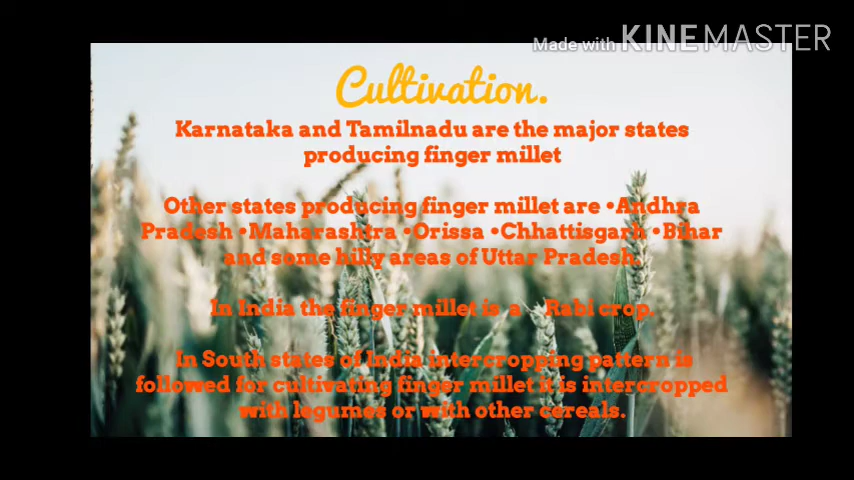 Made with KINEMASTER
Cultivation.
Karnataka and Tamilnadu are the major states
producing finger millet
Other states producing finger millet are •Andhra
Pradesh •Maharashtra •Orissa •Chhattisgarh •Bihar
and some hilly areas of Uttar Pradesh.
In India the finger millet is a Rabi crop.
In South states of India intercropping pattern is
followed for cultivating finger millet it is intercropped
with legumes or with other cereals.